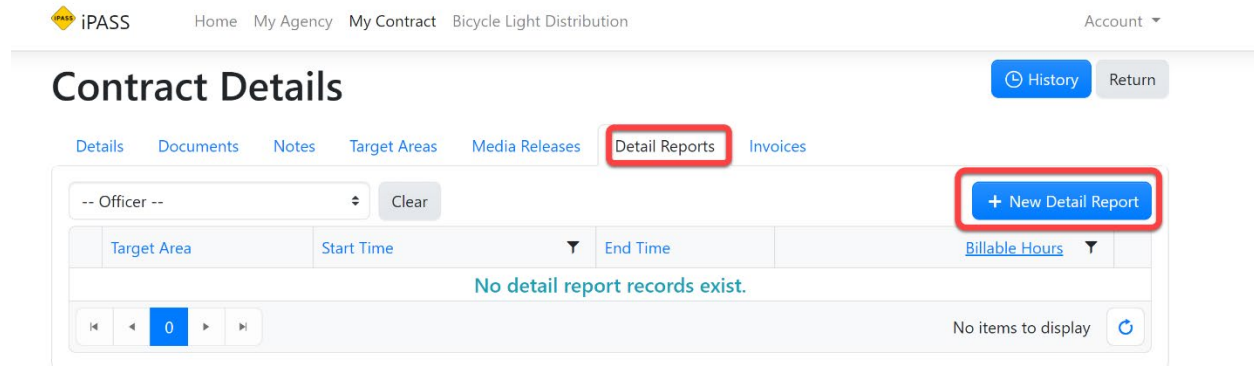 iPASS iPASS Home My Agency My Contract Bicycle Light Distribution Account
Contract Details History Return
Details Documents Notes Target Areas Media Releases Detail Reports Invoices
-- Officer -- Clear + New Detail Report
Target Area Start Time End Time Billable Hours
No detail report records exist.
0 No items to display